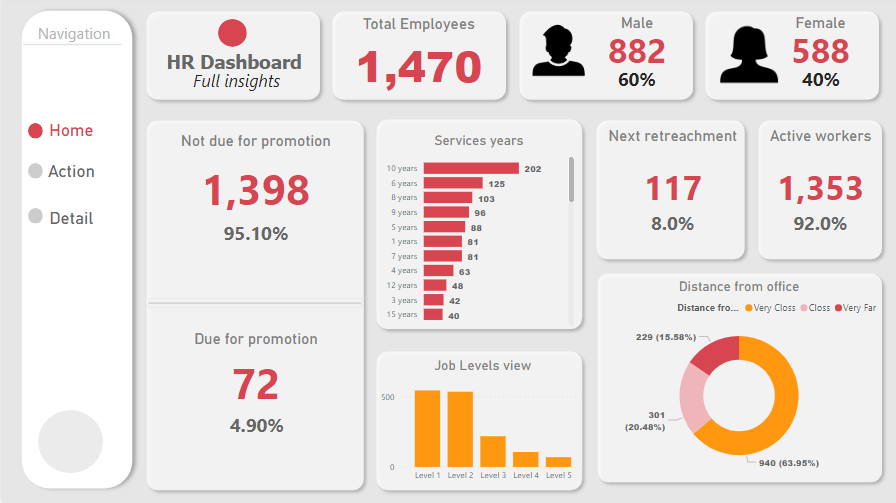 Navigation
Home
Action
Detail
HR Dashboard
Full insights
Total Employees
1,470
Male
882
60%
Female
588
40%
Not due for promotion
1,398
95.10%
Due for promotion
72
4.90%
Services years
10 years 202
6 years 125
8 years 103
9 years 96
5 years 88
1 years 81
7 years 81
4 years 63
12 years 48
3 years 42
15 years 40
Job Levels view
500
0
Level 1 Level 2 Level 3 Level 4 Level 5
Next retreachment
117
8.0%
Active workers
1,353
92.0%
Distance from office
Distance fro... Very Closs Closs Very Far
229 (15.58%)
301
(20.48%)
940 (63.95%)